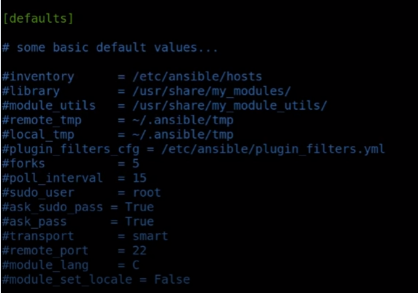 [defaults]
# some basic default values...
#inventory = /etc/ansible/hosts
#library = /usr/share/my_modules/
#module_utils = /usr/share/my_module_utils/
#remote_tmp = ~/.ansible/tmp
#local_tmp = ~/.ansible/tmp
#plugin_filters_cfg = /etc/ansible/plugin_filters.yml
#forks = 5
#poll_interval = 15
#sudo_user = root
#ask_sudo_pass = True
#ask_pass = True
#transport = smart
#remote_port = 22
#module_lang = C
#module_set_locale = False